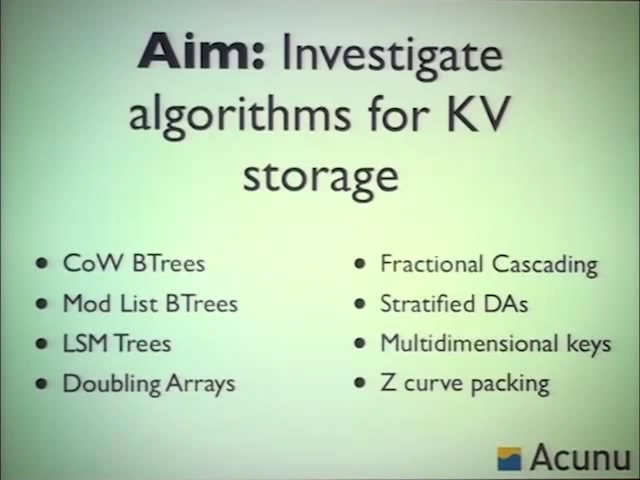 Aim: Investigate
algorithms for KV
storage
CoW BTrees
Mod List BTrees
LSM Trees
Doubling Arrays
Fractional Cascading
Stratified DAs
Multidimensional keys
Z curve packing
Acunu